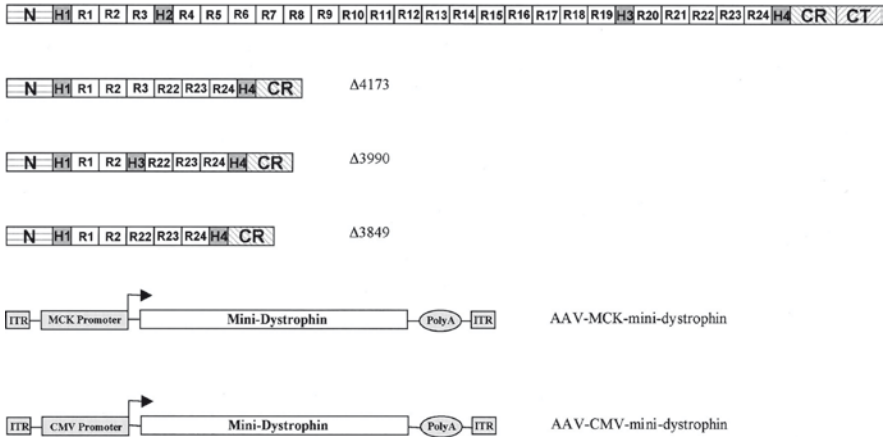 N H1 R1 R2 R3 H2 R4 R5 R6 R7 R8 R9 R10 R11 R12 R13 R14 R15 R16 R17 R18 R19 H3 R20 R21 R22 R23 R24 H4 CR CT
N H1 R1 R2 R3 R22 R23 R24 H4 CR Δ4173
N H1 R1 R2 H3 R22 R23 R24 H4 CR Δ3990
N H1 R1 R2 R22 R23 R24 H4 CR Δ3849
ITR MCK Promoter Mini-Dystrophin PolyA ITR AAV-MCK-mini-dystrophin
ITR CMV Promoter Mini-Dystrophin PolyA ITR AAV-CMV-mini-dystrophin